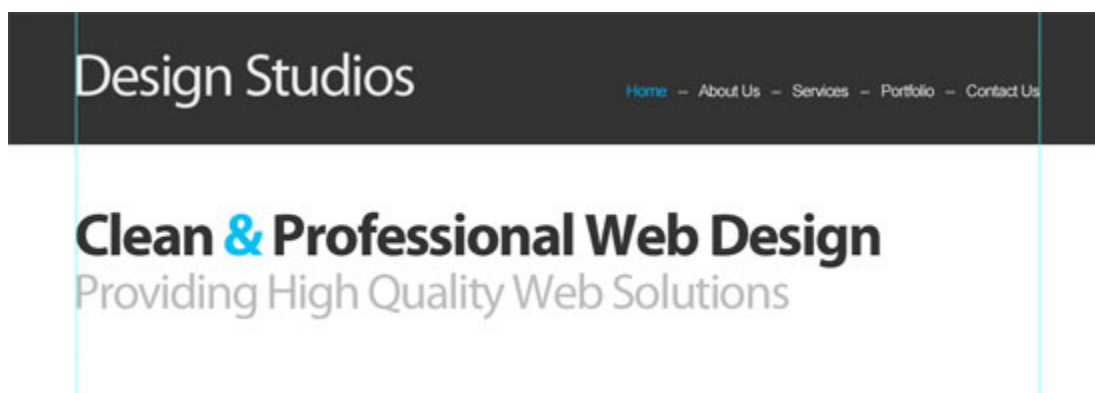 Design Studios
Home – About Us – Services – Portfolio – Contact Us
Clean & Professional Web Design
Providing High Quality Web Solutions